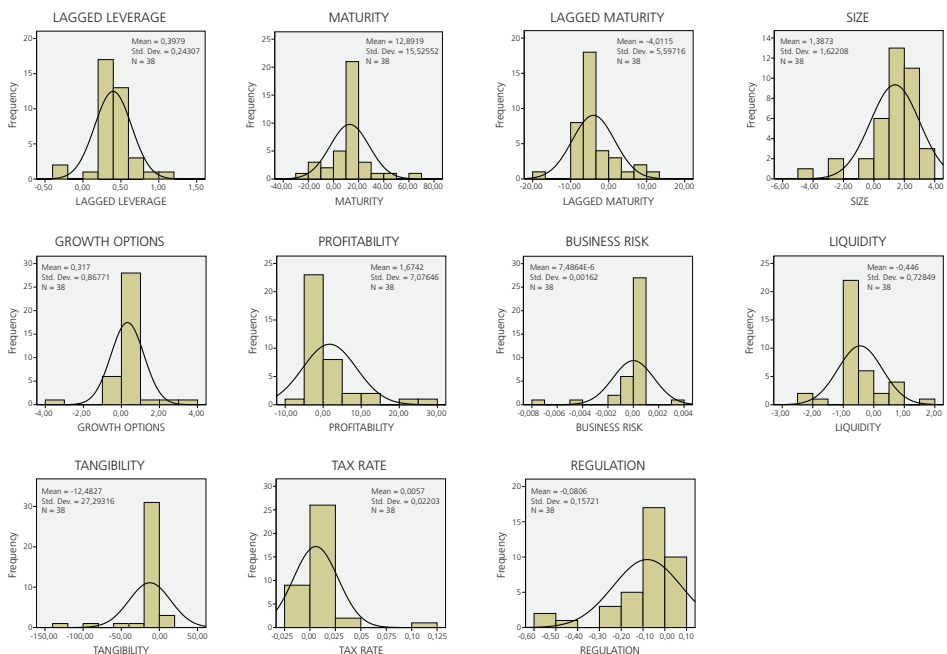 LAGGED LEVERAGE
Mean = 0,3979
Std. Dev. = 0,24307
N = 38
Frequency
20
15
10
5
0
-0,50 0,00 0,50 1,00 1,50
LAGGED LEVERAGE
MATURITY
Mean = 12,8919
Std. Dev. = 15,52552
N = 38
Frequency
25
20
15
10
5
0
-40,00 -20,00 0,00 20,00 40,00 60,00 80,00
MATURITY
LAGGED MATURITY
Mean = -4,0115
Std. Dev. = 5,59716
N = 38
Frequency
20
15
10
5
0
-20,00 -10,00 0,00 10,00 20,00
LAGGED MATURITY
SIZE
Mean = 1,3873
Std. Dev. = 1,62208
N = 38
Frequency
14
12
10
8
6
4
2
0
-6,00 -4,00 -2,00 0,00 2,00 4,00
SIZE
GROWTH OPTIONS
Mean = 0,317
Std. Dev. = 0,86771
N = 38
Frequency
30
25
20
15
10
5
0
-4,00 -2,00 0,00 2,00 4,00
GROWTH OPTIONS
PROFITABILITY
Mean = 1,6742
Std. Dev. = 7,07646
N = 38
Frequency
25
20
15
10
5
0
-10,00 0,00 10,00 20,00 30,00
PROFITABILITY
BUSINESS RISK
Mean = 7,4864E-6
Std. Dev. = 0,00162
N = 38
Frequency
30
25
20
15
10
5
0
-0,008 -0,006 -0,004 -0,002 0,000 0,002 0,004
BUSINESS RISK
LIQUIDITY
Mean = -0,446
Std. Dev. = 0,72849
N = 38
Frequency
25
20
15
10
5
0
-3,00 -2,00 -1,00 0,00 1,00 2,00
LIQUIDITY
TANGIBILITY
Mean = -12,4827
Std. Dev. = 27,29316
N = 38
Frequency
30
20
10
0
-150,00 -100,00 -50,00 0,00 50,00
TANGIBILITY
TAX RATE
Mean = 0,0057
Std. Dev. = 0,02203
N = 38
Frequency
30
20
10
0
-0,025 0,00 0,025 0,05 0,075 0,10 0,125
TAX RATE
REGULATION
Mean = -0,0806
Std. Dev. = 0,15721
N = 38
Frequency
20
15
10
5
0
-0,60 -0,50 -0,40 -0,30 -0,20 -0,10 0,00 0,10
REGULATION